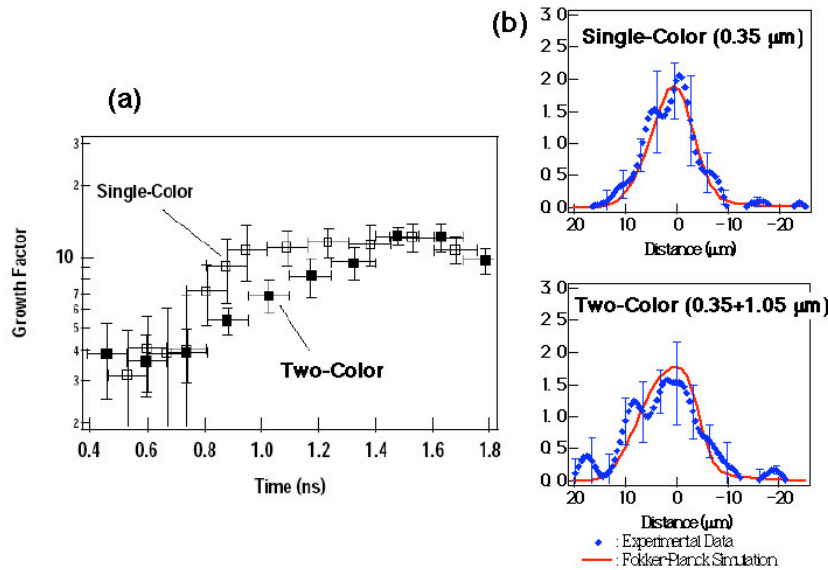 (a)
Growth Factor
3
2
10
7
6
5
4
3
2
Single-Color
Two-Color
0.4 0.6 0.8 1.0 1.2 1.4 1.6 1.8
Time (ns)
(b)
Single-Color (0.35 μm)
3.0
2.5
2.0
1.5
1.0
0.5
0.0
20 10 0 -10 -20
Distance (μm)
Two-Color (0.35+1.05 μm)
3.0
2.5
2.0
1.5
1.0
0.5
0.0
20 10 0 -10 -20
Distance (μm)
: Experimental Data
: Fokker-Planck Simulation